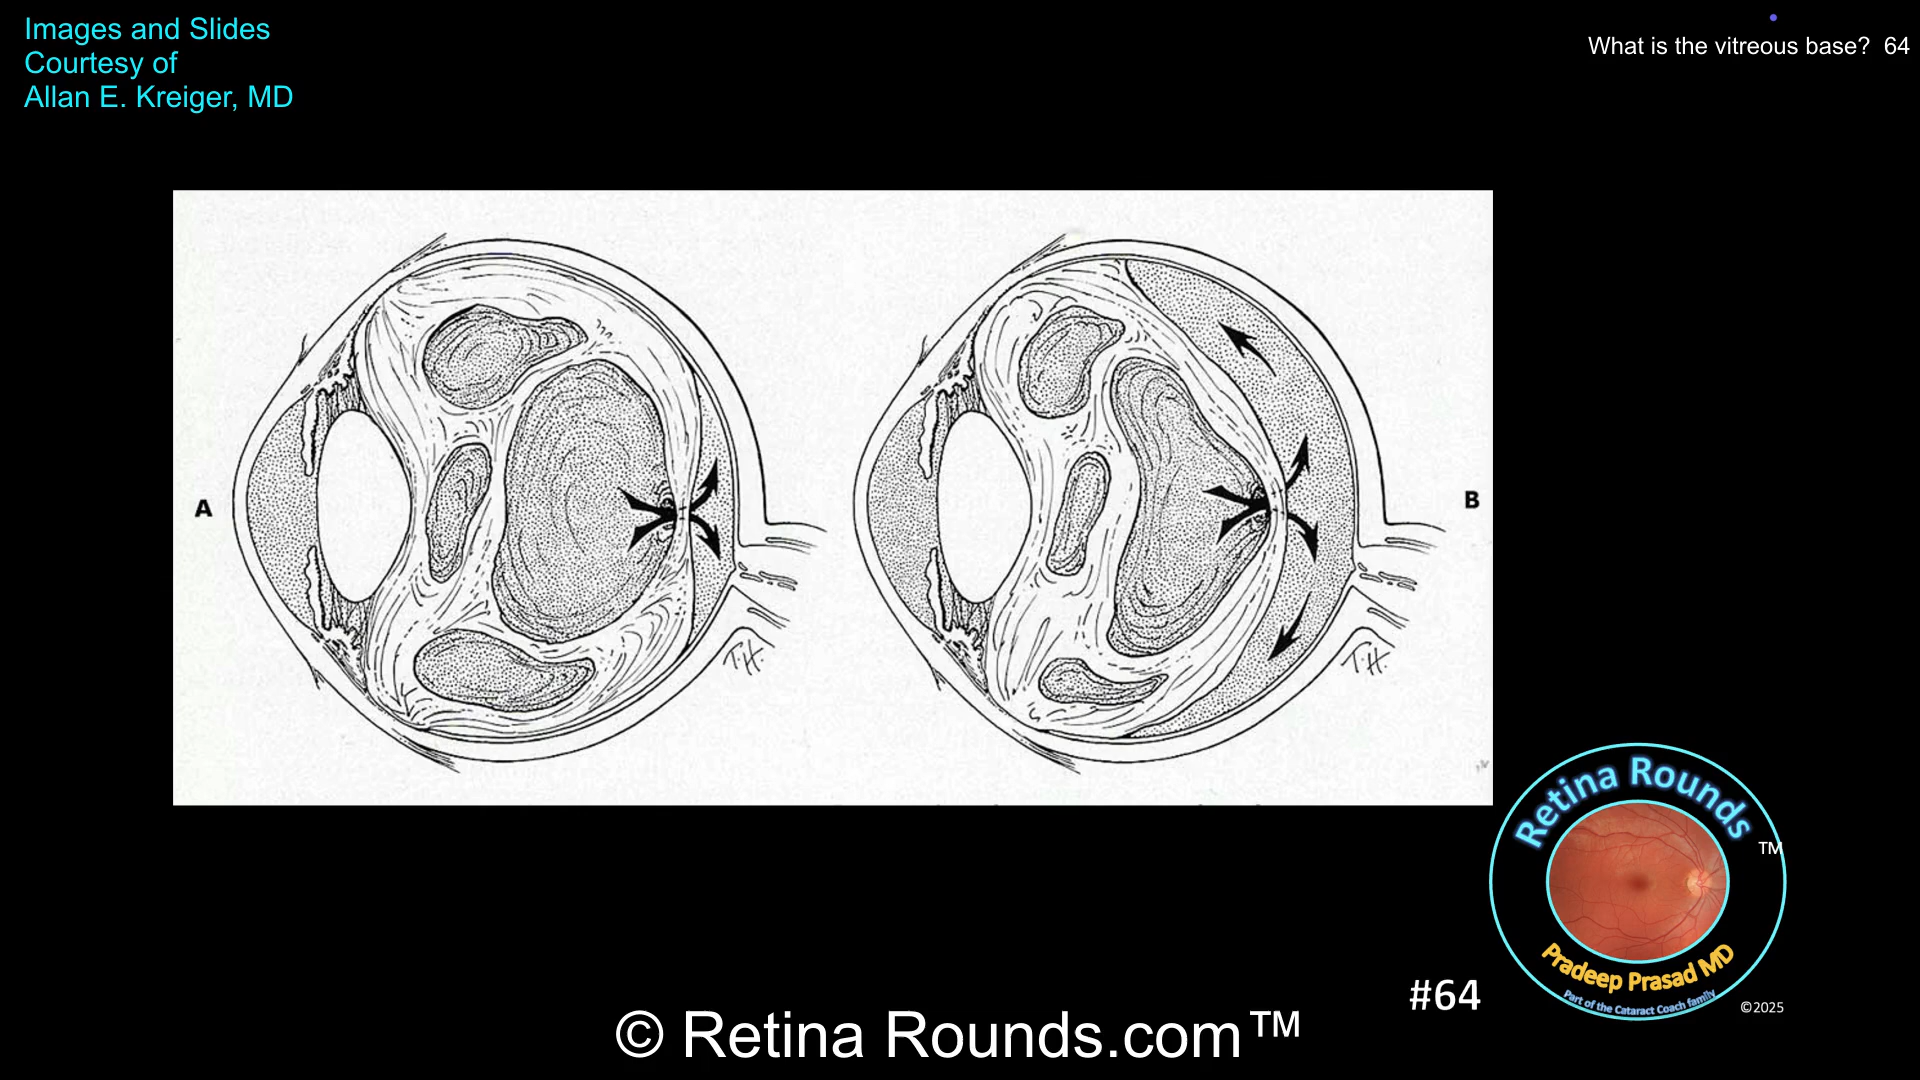 Images and Slides
Courtesy of
Allan E. Kreiger, MD
What is the vitreous base?  64
A
B
T.H.
T.H.
Retina Rounds
TM
Pradeep Prasad MD
Part of the Cataract Coach family
©2025
#64
© Retina Rounds.com™